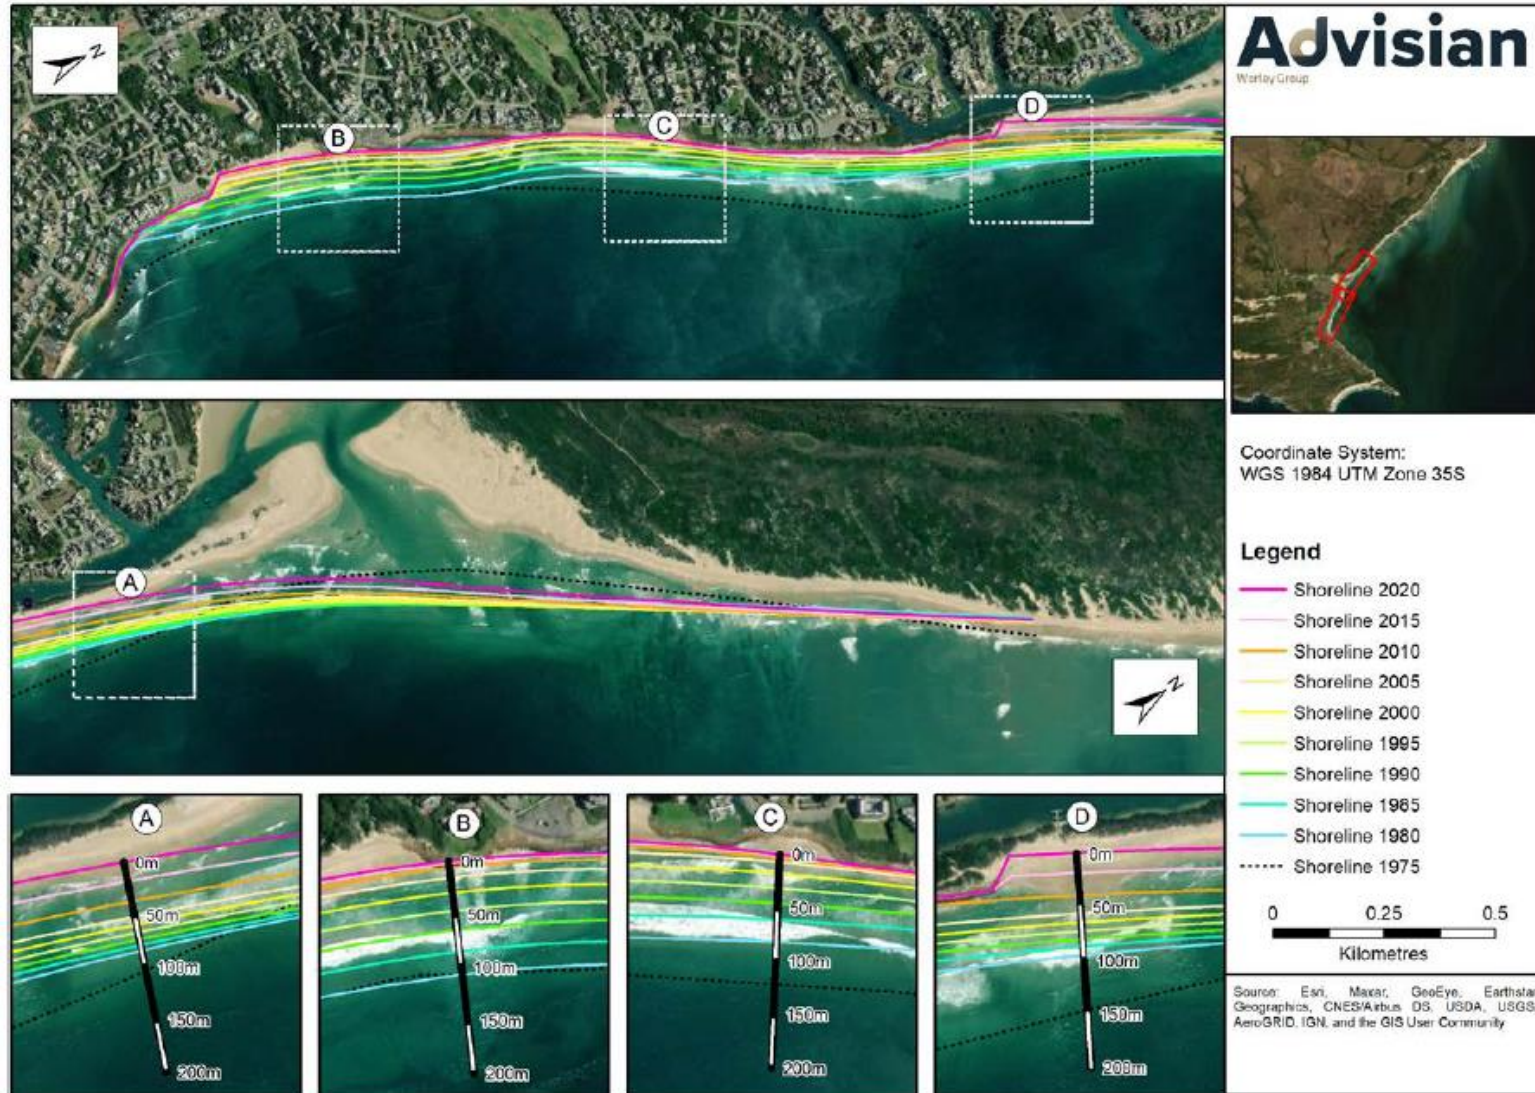 Z
B
C
D
Advisian
Worley Group
A
Z
Coordinate System:
WGS 1984 UTM Zone 35S
Legend
Shoreline 2020
Shoreline 2015
Shoreline 2010
Shoreline 2005
Shoreline 2000
Shoreline 1995
Shoreline 1990
Shoreline 1985
Shoreline 1980
Shoreline 1975
0 0.25 0.5
Kilometres
Source: Esri, Maxar, GeoEye, Earthstar
Geographics, CNES/Airbus DS, USDA, USGS,
AeroGRID, IGN, and the GIS User Community
A
0m
50m
100m
150m
200m
B
0m
50m
100m
150m
200m
C
0m
50m
100m
150m
200m
D
0m
50m
100m
150m
200m